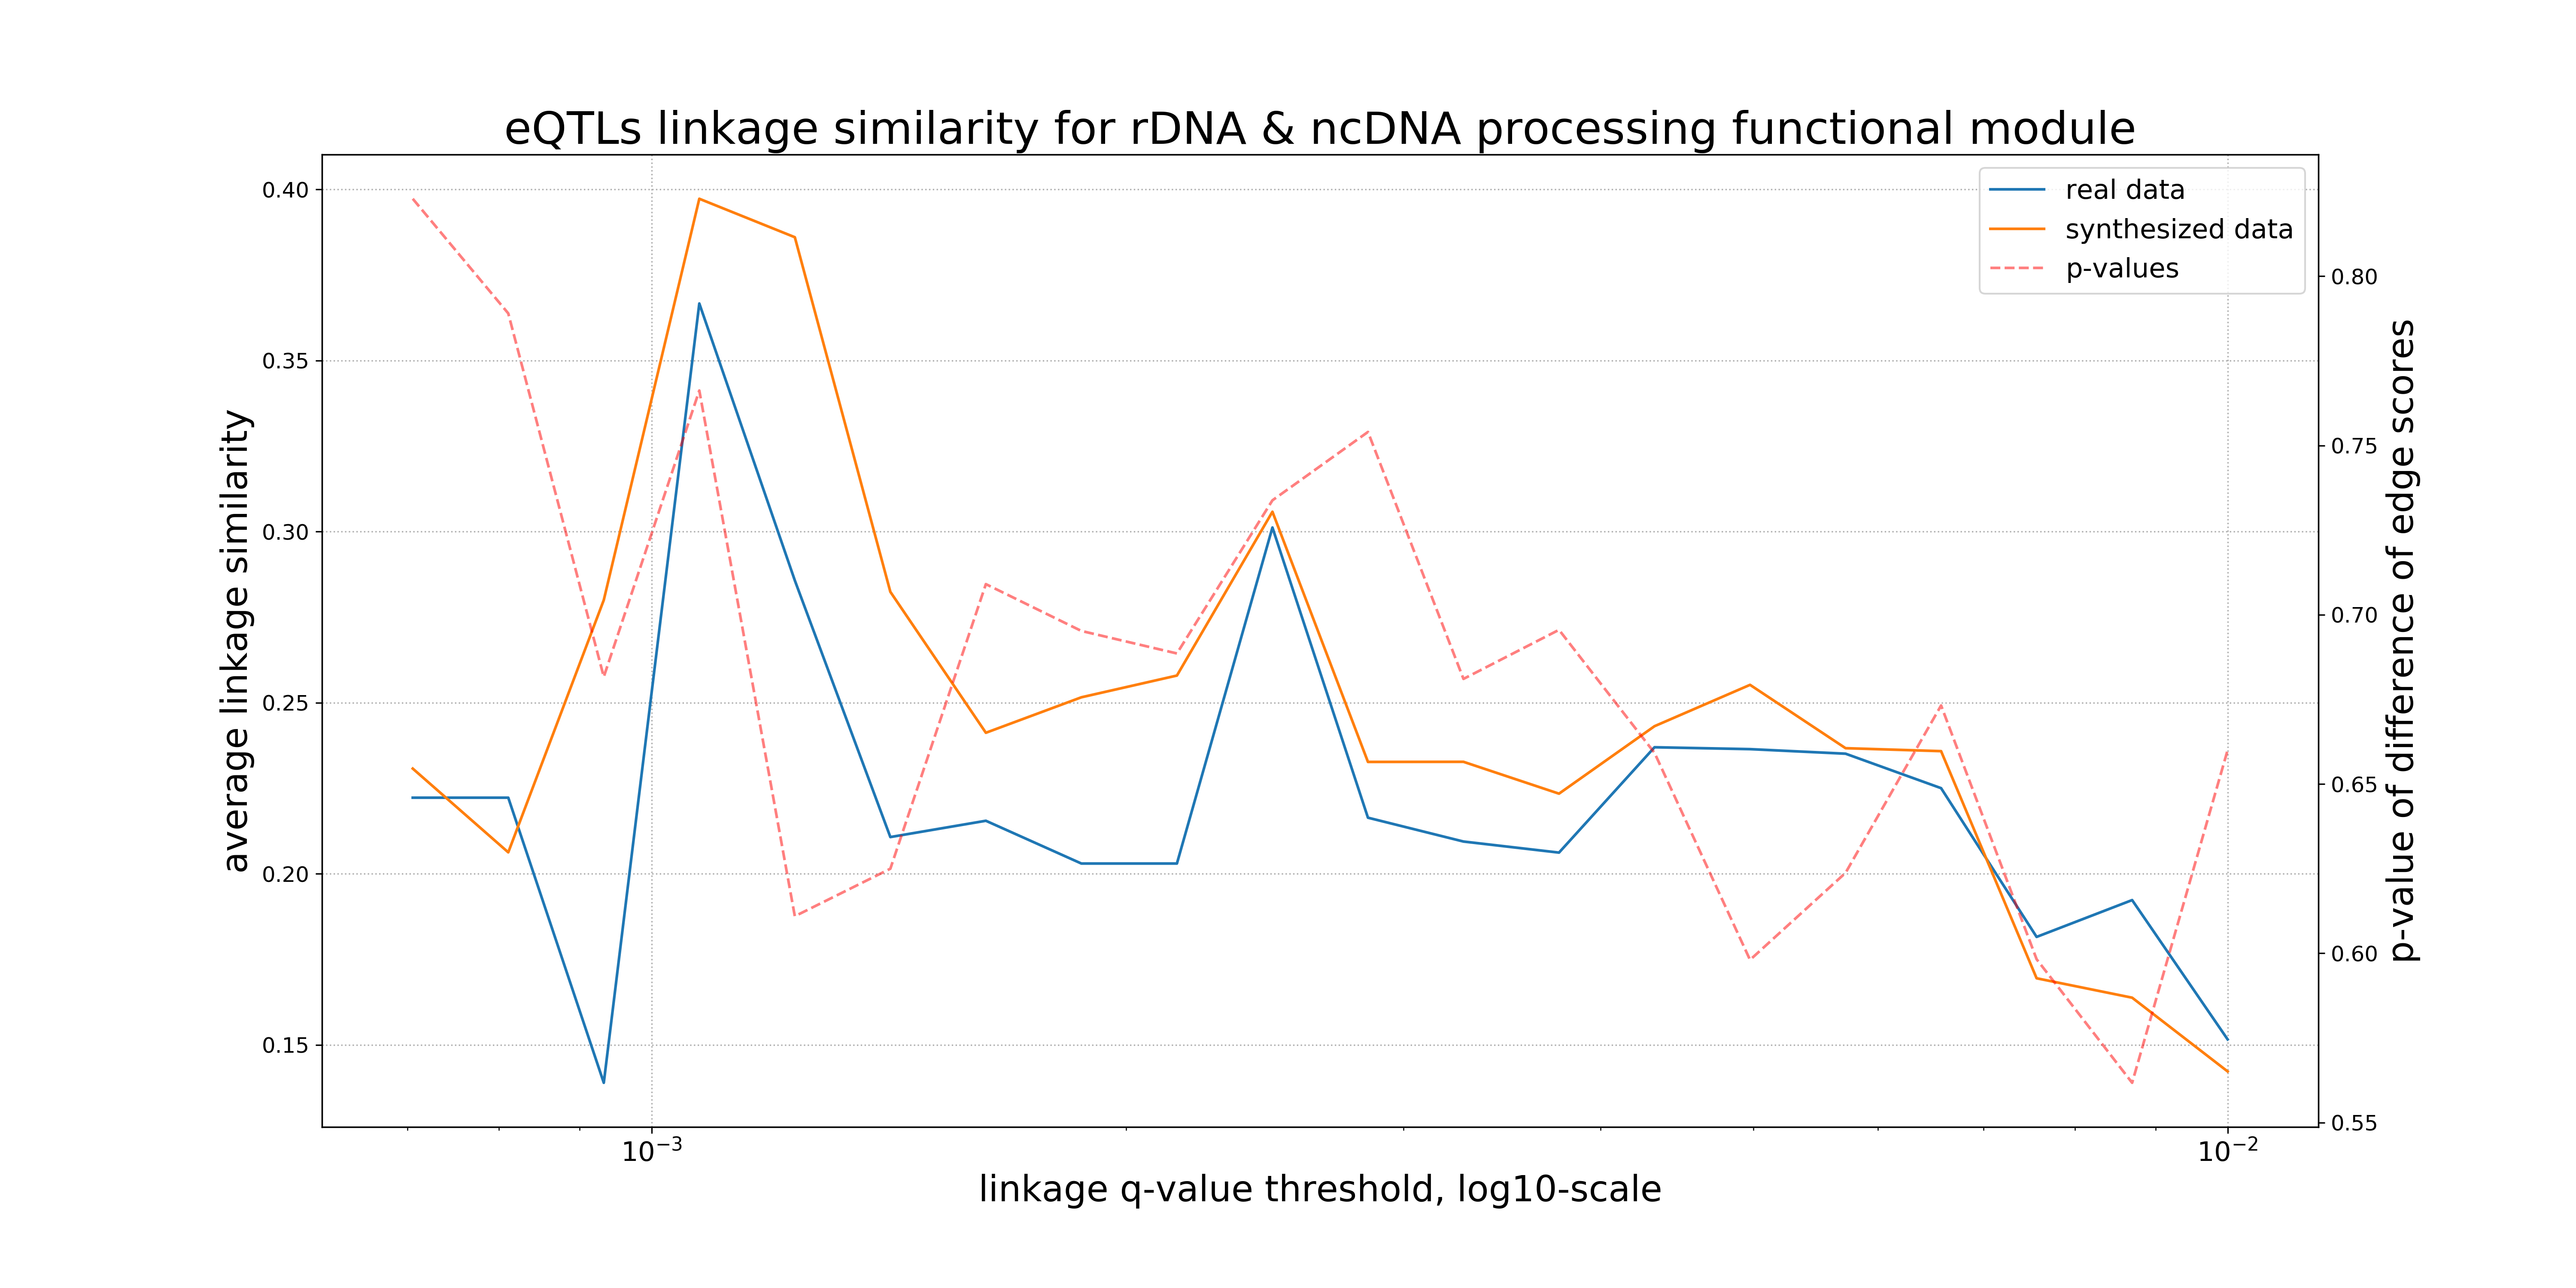 eQTLs linkage similarity for rDNA & ncDNA processing functional module
real data
synthesized data
p-values
average linkage similarity
0.40
0.35
0.30
0.25
0.20
0.15
0.80
0.75
0.70
0.65
0.60
0.55
p-value of difference of edge scores
10⁻³
10⁻²
linkage q-value threshold, log10-scale